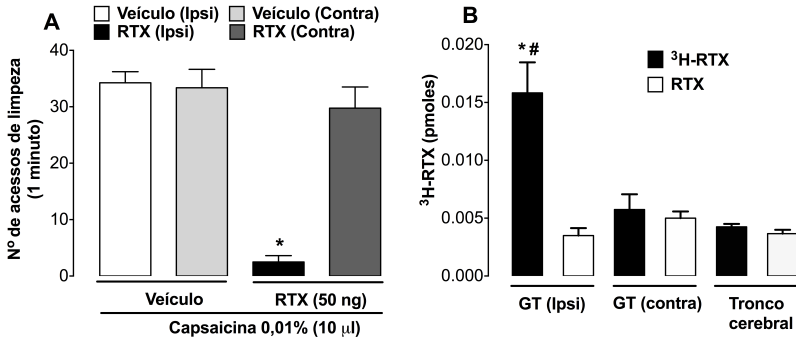 A
Veículo (Ipsi)
Veículo (Contra)
RTX (Ipsi)
RTX (Contra)
Nº de acessos de limpeza
(1 minuto)
40
30
20
10
0
*
Veículo
RTX (50 ng)
Capsaicina 0,01% (10 µl)
B
³H-RTX
RTX
³H-RTX (pmoles)
0.020
0.015
0.010
0.005
0.000
* #
GT (Ipsi)
GT (contra)
Tronco
cerebral